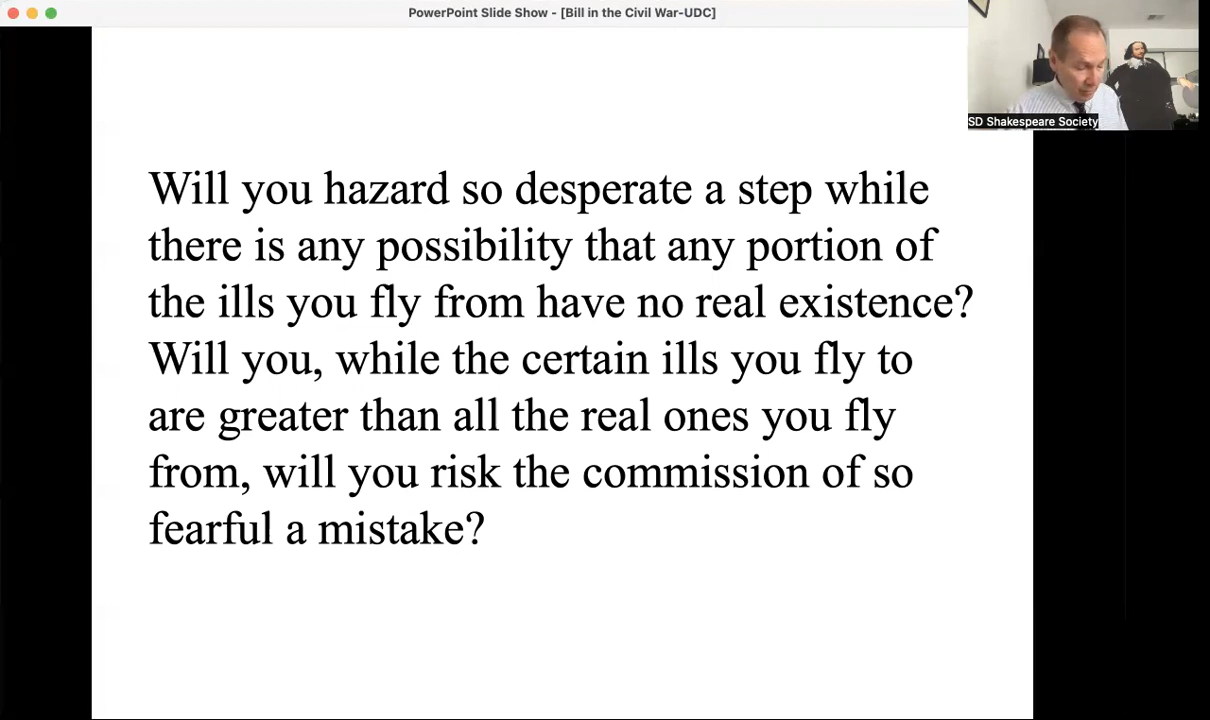 PowerPoint Slide Show - [Bill in the Civil War-UDC]
SD Shakespeare Society
Will you hazard so desperate a step while
there is any possibility that any portion of
the ills you fly from have no real existence?
Will you, while the certain ills you fly to
are greater than all the real ones you fly
from, will you risk the commission of so
fearful a mistake?